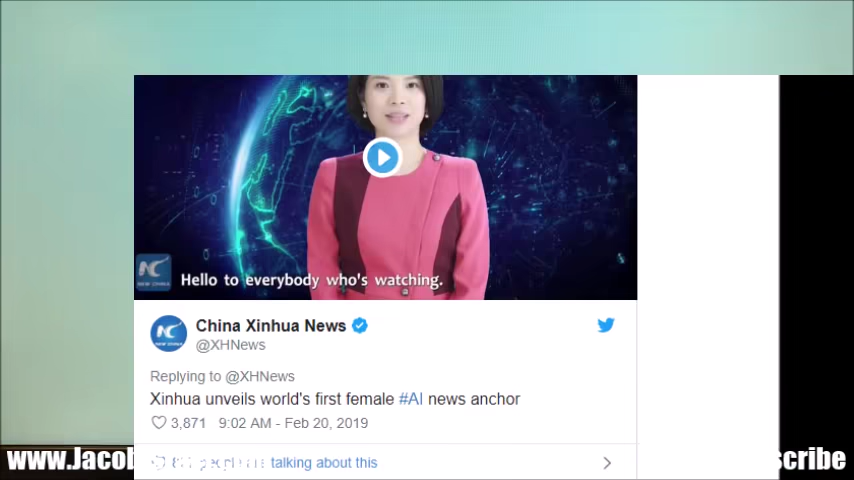 Hello to everybody who's watching.
NEW CHINA
China Xinhua News
@XHNews
Replying to @XHNews
Xinhua unveils world's first female #AI news anchor
3,871 9:02 AM - Feb 20, 2019
people talking about this
www.Jacob
scribe